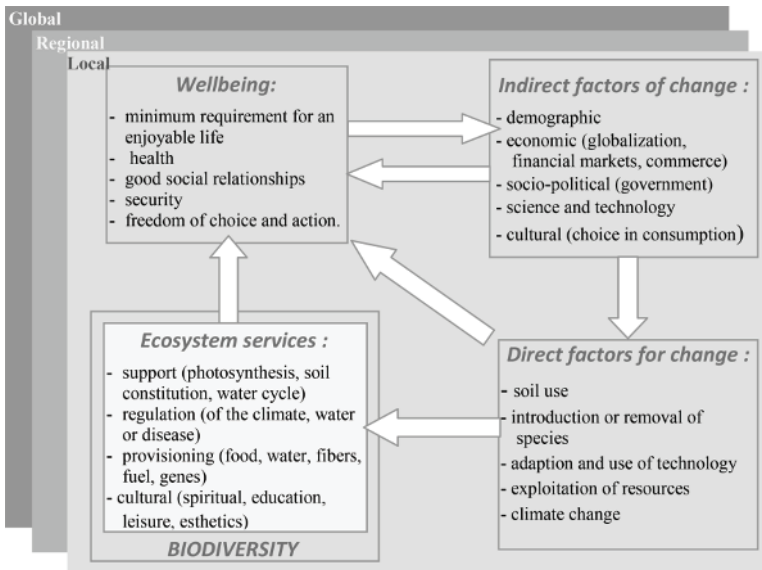 Global
Regional
Local
Wellbeing:
- minimum requirement for an
enjoyable life
- health
- good social relationships
- security
- freedom of choice and action.
Indirect factors of change :
- demographic
- economic (globalization,
financial markets, commerce)
- socio-political (government)
- science and technology
- cultural (choice in consumption)
Ecosystem services :
- support (photosynthesis, soil
constitution, water cycle)
- regulation (of the climate, water
or disease)
- provisioning (food, water, fibers,
fuel, genes)
- cultural (spiritual, education,
leisure, esthetics)
BIODIVERSITY
Direct factors for change :
- soil use
- introduction or removal of
species
- adaption and use of technology
- exploitation of resources
- climate change